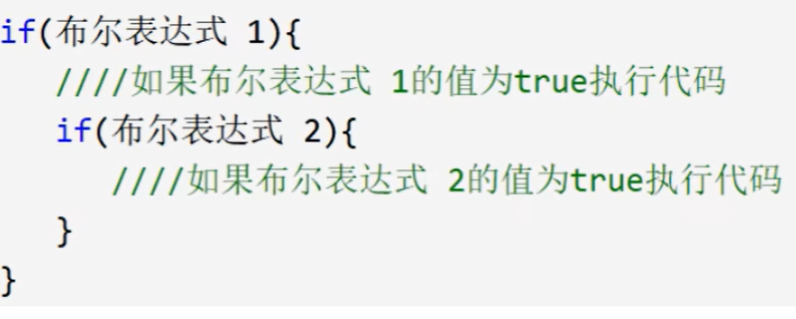 if(布尔表达式 1){
////如果布尔表达式 1的值为true执行代码
if(布尔表达式 2){
////如果布尔表达式 2的值为true执行代码
}
}